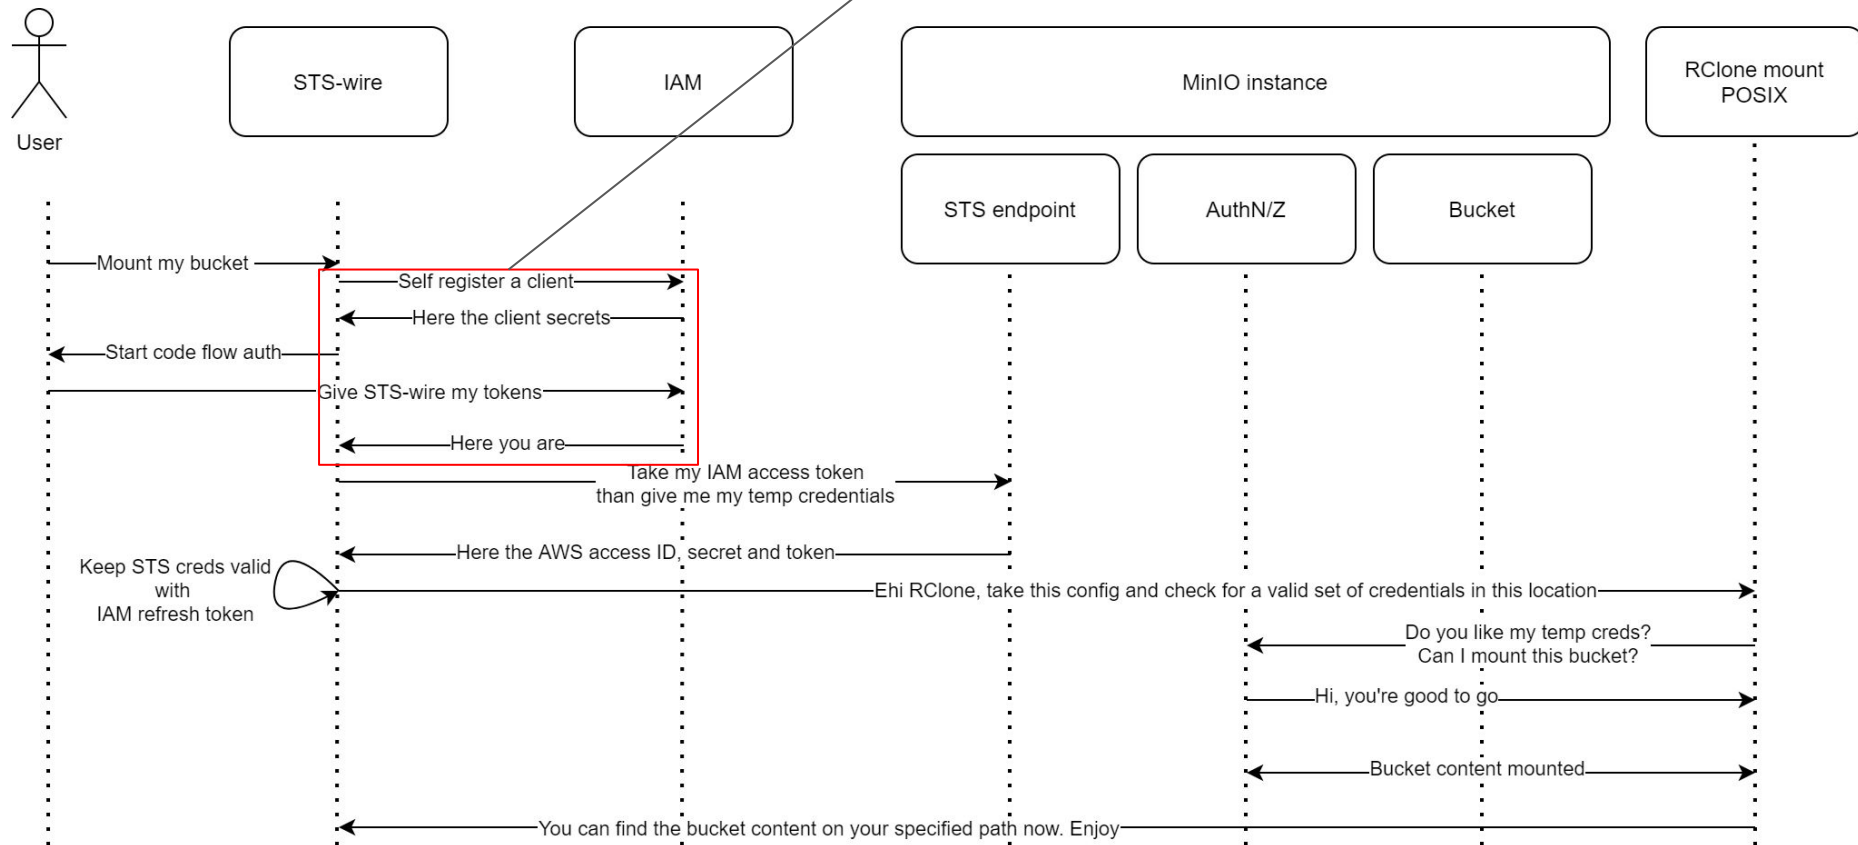 User
STS-wire
IAM
MinIO instance
RClone mount
POSIX
STS endpoint
AuthN/Z
Bucket
Mount my bucket
Self register a client
Here the client secrets
Start code flow auth
Give STS-wire my tokens
Here you are
Take my IAM access token
than give me my temp credentials
Here the AWS access ID, secret and token
Keep STS creds valid
with
IAM refresh token
Ehi RClone, take this config and check for a valid set of credentials in this location
Do you like my temp creds?
Can I mount this bucket?
Hi, you're good to go
Bucket content mounted
You can find the bucket content on your specified path now. Enjoy